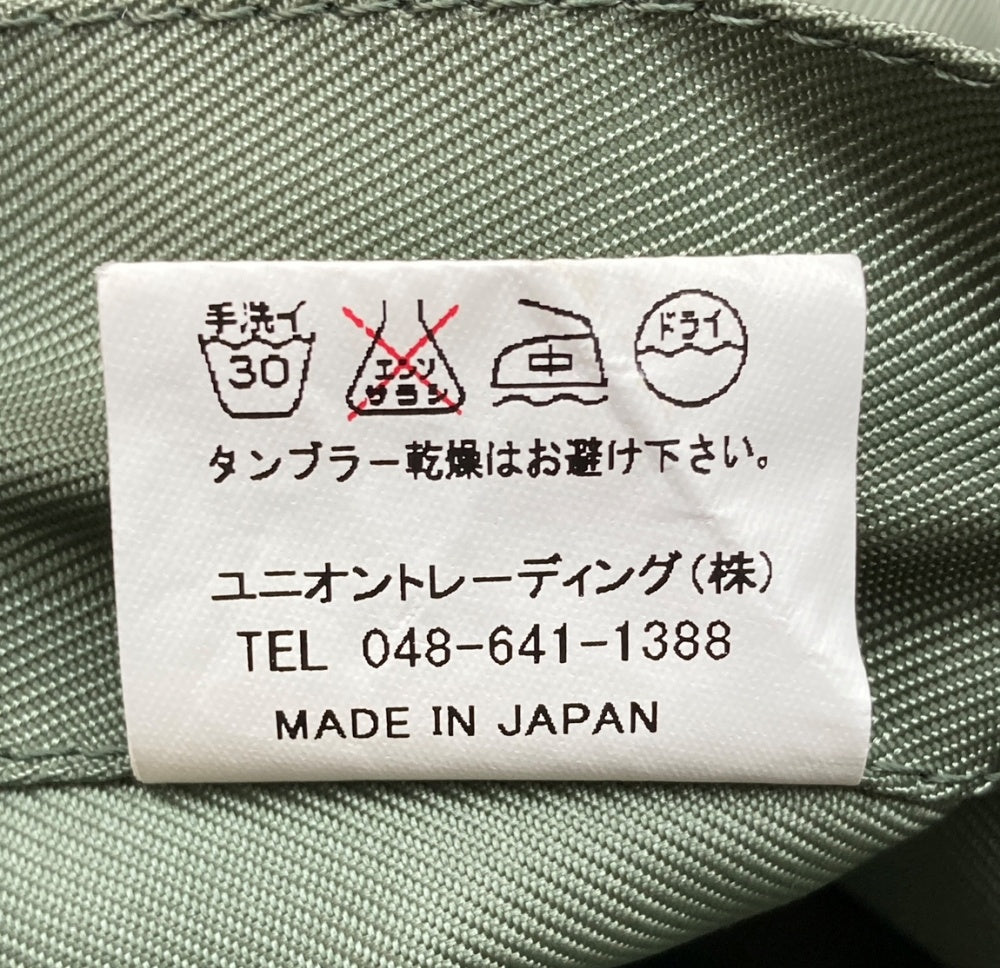 手洗イ
30
エンソ
サラシ
中
ドライ
タンブラー乾燥はお避け下さい。
ユニオントレーディング(株)
TEL 048-641-1388
MADE IN JAPAN